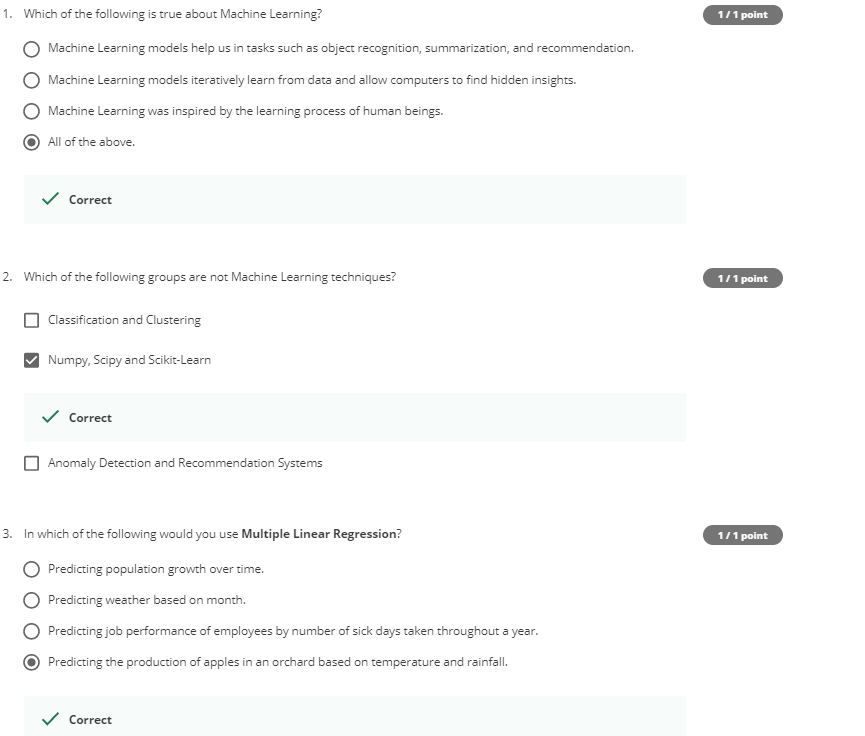 1. Which of the following is true about Machine Learning?
1 / 1 point
Machine Learning models help us in tasks such as object recognition, summarization, and recommendation.
Machine Learning models iteratively learn from data and allow computers to find hidden insights.
Machine Learning was inspired by the learning process of human beings.
All of the above.
Correct
2. Which of the following groups are not Machine Learning techniques?
1 / 1 point
Classification and Clustering
Numpy, Scipy and Scikit-Learn
Correct
Anomaly Detection and Recommendation Systems
3. In which of the following would you use Multiple Linear Regression?
1 / 1 point
Predicting population growth over time.
Predicting weather based on month.
Predicting job performance of employees by number of sick days taken throughout a year.
Predicting the production of apples in an orchard based on temperature and rainfall.
Correct